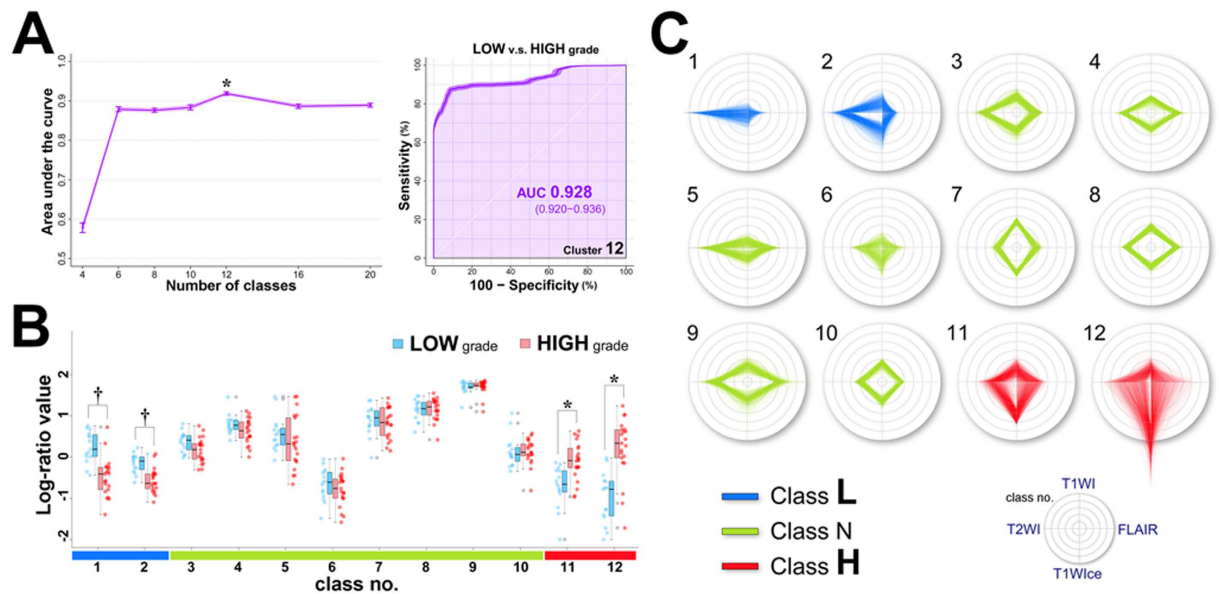 A
Area under the curve
1.0
0.9
0.8
0.7
0.6
0.5
*
4 6 8 10 12 16 20
Number of classes
LOW v.s. HIGH grade
Sensitivity (%)
100
80
60
40
20
0
AUC 0.928
(0.920−0.936)
Cluster 12
0 20 40 60 80 100
100 − Specificity (%)
B
LOW grade HIGH grade
Log-ratio value
2
1
0
-1
-2
† † * *
1 2 3 4 5 6 7 8 9 10 11 12
class no.
C
1 2 3 4
5 6 7 8
9 10 11 12
Class L
Class N
Class H
T1WI
class no.
T2WI FLAIR
T1WIce